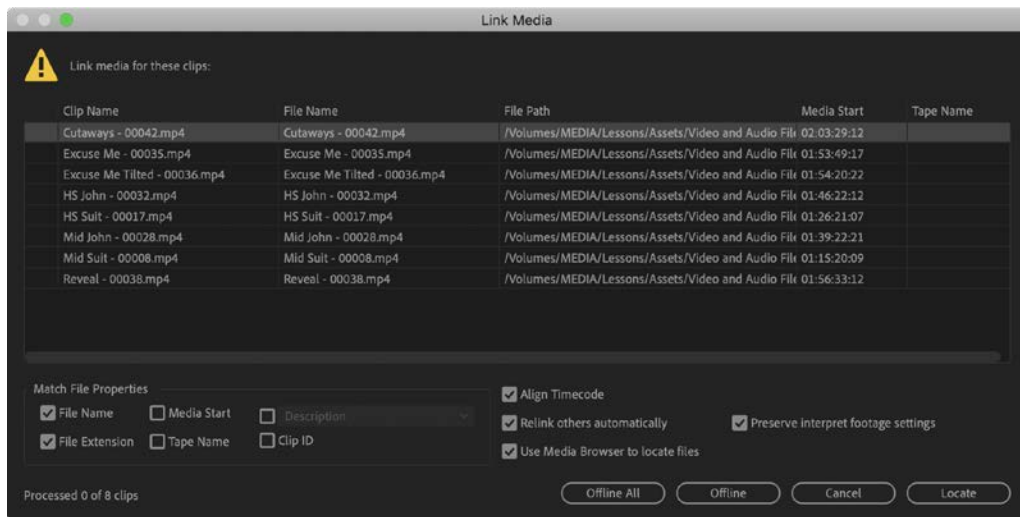 Link Media
Link media for these clips:
Clip Name File Name File Path Media Start Tape Name
Cutaways - 00042.mp4 Cutaways - 00042.mp4 /Volumes/MEDIA/Lessons/Assets/Video and Audio File 02:03:29:12
Excuse Me - 00035.mp4 Excuse Me - 00035.mp4 /Volumes/MEDIA/Lessons/Assets/Video and Audio File 01:53:49:17
Excuse Me Tilted - 00036.mp4 Excuse Me Tilted - 00036.mp4 /Volumes/MEDIA/Lessons/Assets/Video and Audio File 01:54:20:22
HS John - 00032.mp4 HS John - 00032.mp4 /Volumes/MEDIA/Lessons/Assets/Video and Audio File 01:46:22:12
HS Suit - 00017.mp4 HS Suit - 00017.mp4 /Volumes/MEDIA/Lessons/Assets/Video and Audio File 01:26:21:07
Mid John - 00028.mp4 Mid John - 00028.mp4 /Volumes/MEDIA/Lessons/Assets/Video and Audio File 01:39:22:21
Mid Suit - 00008.mp4 Mid Suit - 00008.mp4 /Volumes/MEDIA/Lessons/Assets/Video and Audio File 01:15:20:09
Reveal - 00038.mp4 Reveal - 00038.mp4 /Volumes/MEDIA/Lessons/Assets/Video and Audio File 01:56:33:12
Match File Properties
Align Timecode
File Name Media Start Description
Relink others automatically Preserve interpret footage settings
File Extension Tape Name Clip ID
Use Media Browser to locate files
Processed 0 of 8 clips Offline All Offline Cancel Locate